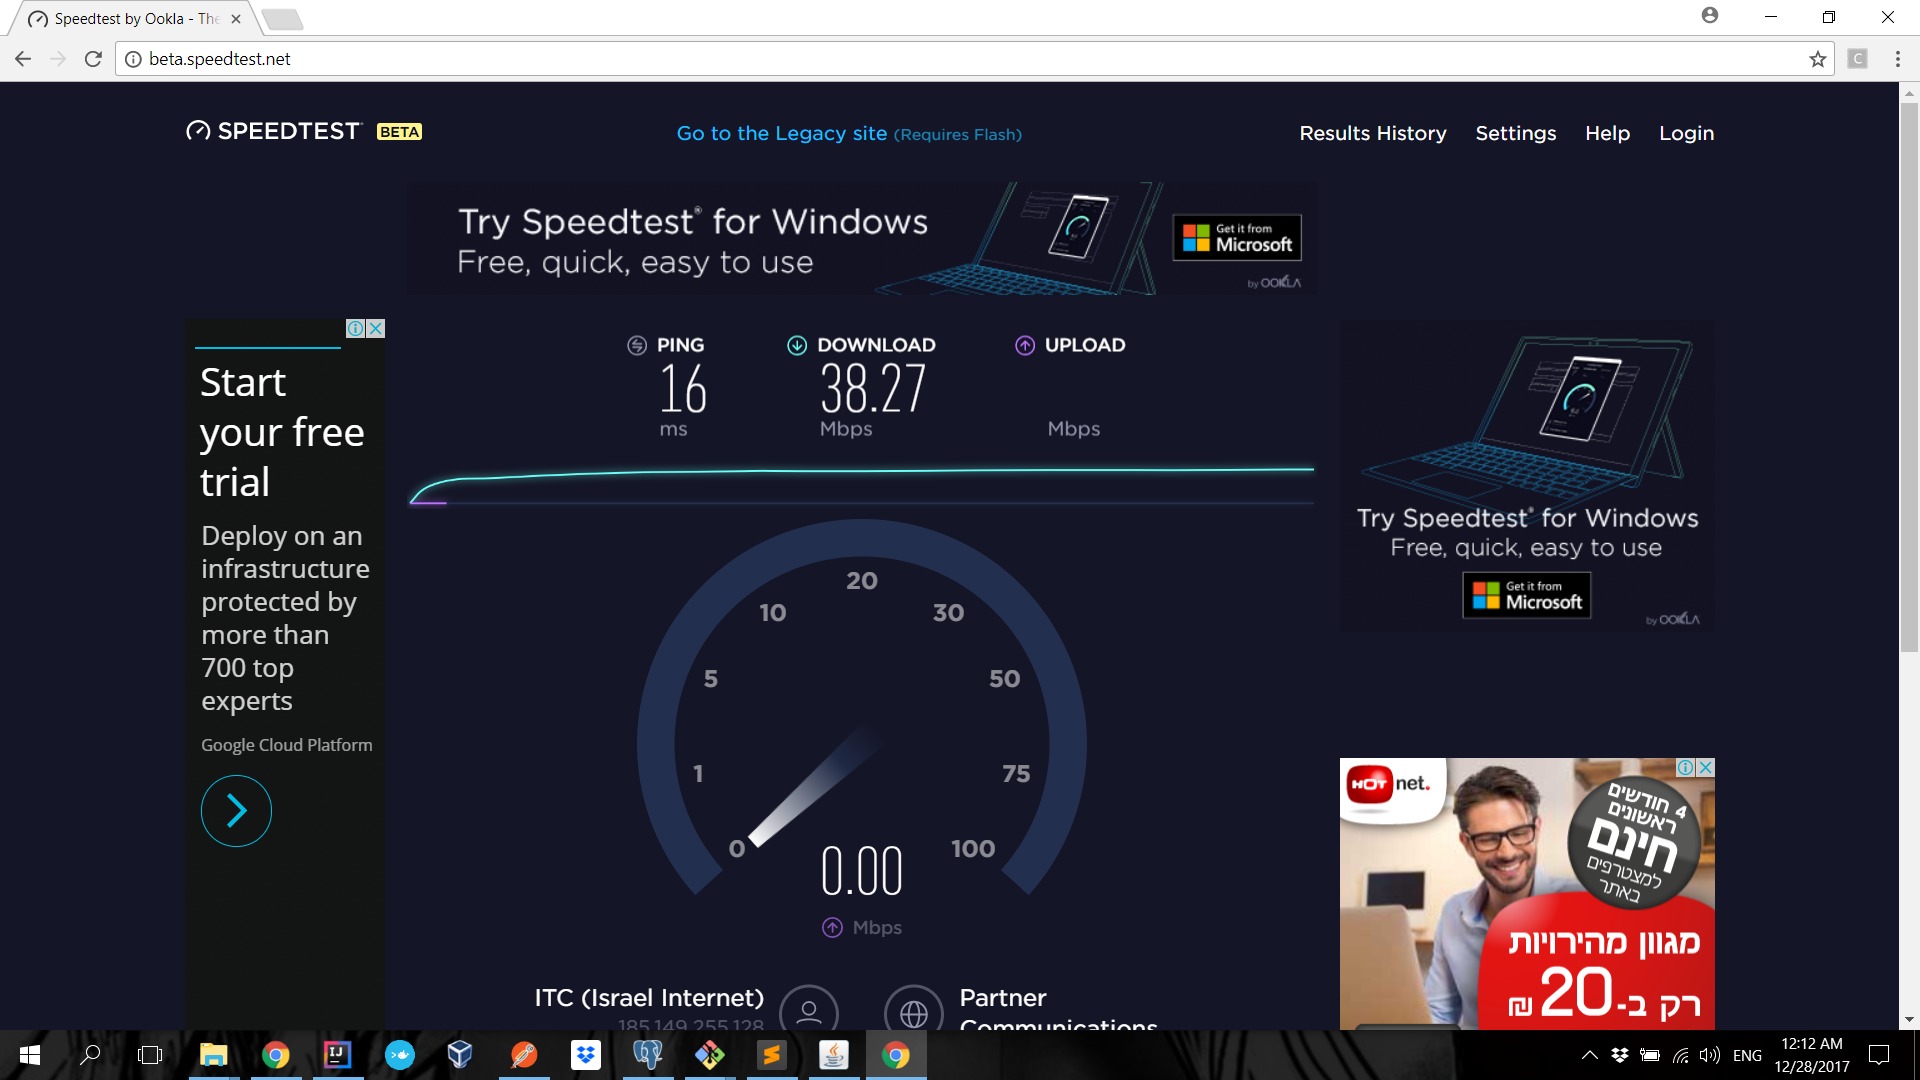 Speedtest by Ookla - The
beta.speedtest.net
C
SPEEDTEST BETA
Go to the Legacy site (Requires Flash)
Results History Settings Help Login
Try Speedtest® for Windows
Free, quick, easy to use
Get it from
Microsoft
by OOKLA
Start
your free
trial
Deploy on an
infrastructure
protected by
more than
700 top
experts
Google Cloud Platform
PING
16
ms
DOWNLOAD
38.27
Mbps
UPLOAD
Mbps
0
1
5
10
20
30
50
75
100
0.00
Mbps
ITC (Israel Internet)
185.149.255.128
Partner
Communications
Try Speedtest® for Windows
Free, quick, easy to use
Get it from
Microsoft
by OOKLA
HOT net.
4 חודשים
ראשונים
חינם
למצטרפים
באתר
מגוון מהירויות
רק ב-20 ₪
IJ
ENG
12:12 AM
12/28/2017